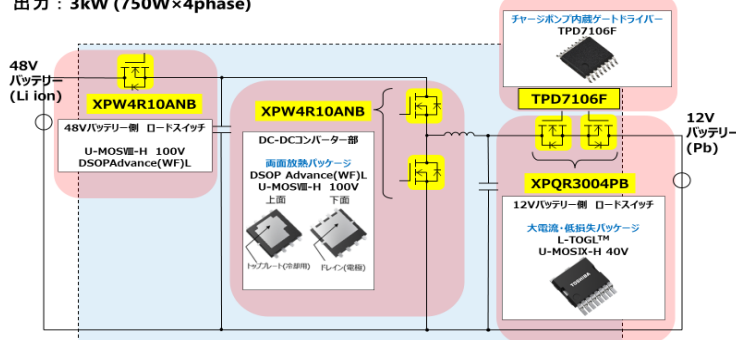 出力：3kW (750W×4phase)
48V
バッテリー
(Li ion)
XPW4R10ANB
48Vバッテリー側 ロードスイッチ
U-MOSⅧ-H 100V
DSOPAdvance(WF)L
XPW4R10ANB
DC-DCコンバーター部
両面放熱パッケージ
DSOP Advance(WF)L
U-MOSⅧ-H 100V
上面 下面
トッププレート(冷却用) ドレイン(電極)
チャージポンプ内蔵ゲートドライバー
TPD7106F
TPD7106F
12V
バッテリー
(Pb)
XPQR3004PB
12Vバッテリー側 ロードスイッチ
大電流・低損失パッケージ
L-TOGL™
U-MOSⅨ-H 40V
TOSHIBA